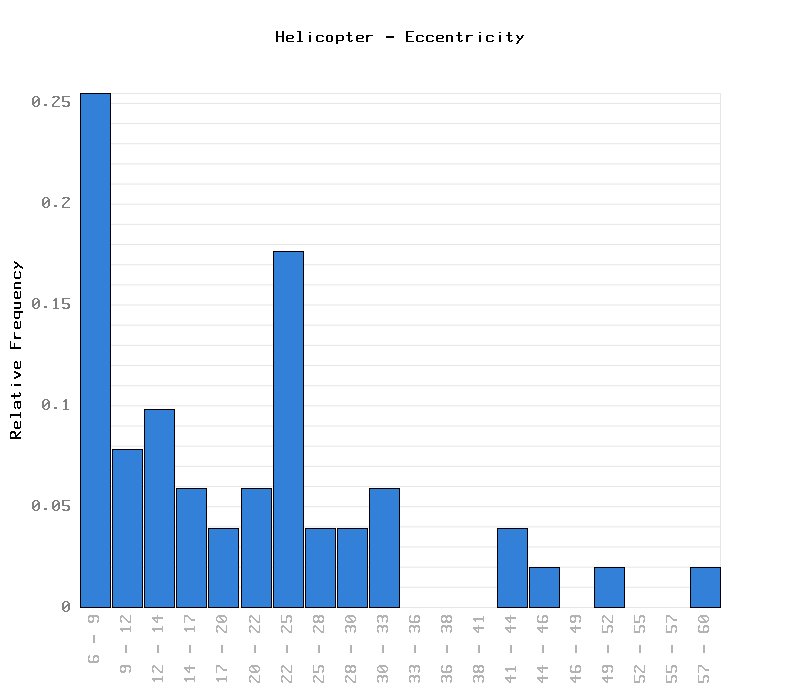 Helicopter - Eccentricity
Relative Frequency
0.25
0.2
0.15
0.1
0.05
0
6 - 9
9 - 12
12 - 14
14 - 17
17 - 20
20 - 22
22 - 25
25 - 28
28 - 30
30 - 33
33 - 36
36 - 38
38 - 41
41 - 44
44 - 46
46 - 49
49 - 52
52 - 55
55 - 57
57 - 60